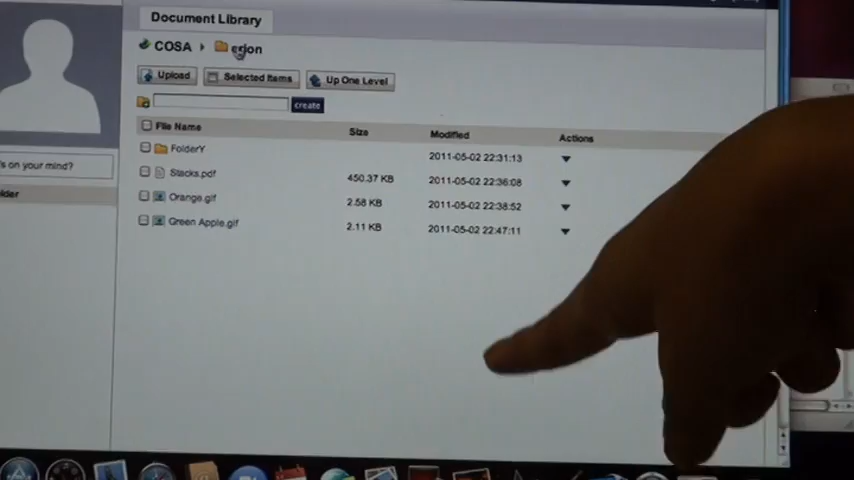 Document Library
COSA
Upload Selected Items Up One Level
create
File Name Size Modified Actions
FolderY 2011-05-02 22:31:13
Stacks.pdf 450.37 KB 2011-05-02 22:36:08
Orange.gif 2.58 KB 2011-05-02 22:38:52
Green Apple.gif 2.11 KB 2011-05-02 22:47:11
's on your mind?
lder